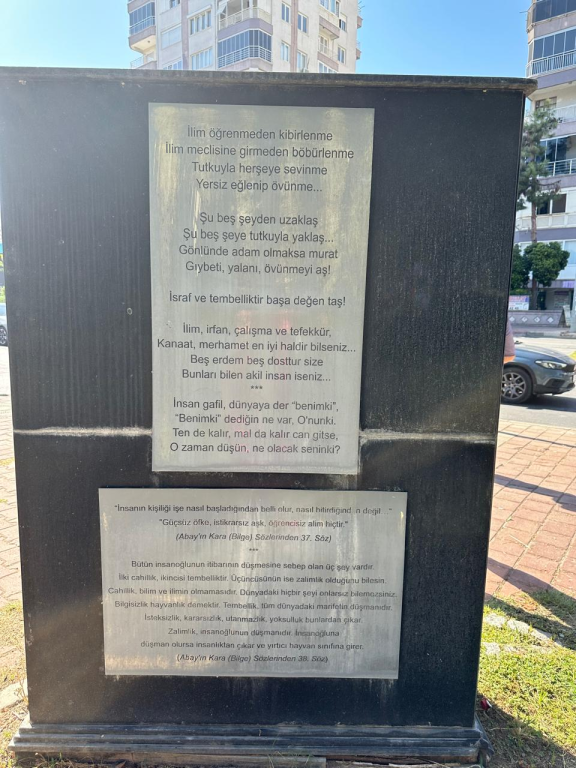 İlim öğrenmeden kibirlenme
İlim meclisine girmeden böbürlenme
Tutkuyla herşeye sevinme
Yersiz eğlenip övünme...
Şu beş şeyden uzaklaş
Şu beş şeye tutkuyla yaklaş...
Gönlünde adam olmaksa murat
Gıybeti, yalanı, övünmeyi aş!
İsraf ve tembelliktir başa değen taş!
İlim, irfan, çalışma ve tefekkür,
Kanaat, merhamet en iyi haldir bilseniz...
Beş erdem beş dosttur size
Bunları bilen akil insan iseniz...
***
İnsan gafil, dünyaya der “benimki”,
“Benimki” dediğin ne var, O'nunki.
Ten de kalır, mal da kalır can gitse,
O zaman düşün, ne olacak seninki?
“İnsanın kişiliği işe nasıl başladığından belli olur, nasıl bitirdiğinden değil...”
“Güçsüz öfke, istikrarsız aşk, öğrencisiz alim hiçtir.”
(Abay'ın Kara (Bilge) Sözlerinden 37. Söz)
***
Bütün insanoğlunun itibarının düşmesine sebep olan üç şey vardır.
İlki cahillik, ikincisi tembelliktir. Üçüncüsünün ise zalimlik olduğunu bilesin.
Cahillik, bilim ve ilimin olmamasıdır. Dünyadaki hiçbir şeyi onlarsız bilemezsiniz.
Bilgisizlik hayvanlık demektir. Tembellik, tüm dünyadaki marifetin düşmanıdır.
İsteksizlik, kararsızlık, utanmazlık, yoksulluk bunlardan çıkar.
Zalimlik, insanoğlunun düşmanıdır. İnsanoğluna
düşman olursa insanlıktan çıkar ve yırtıcı hayvan sınıfına girer.
(Abay'ın Kara (Bilge) Sözlerinden 38. Söz)